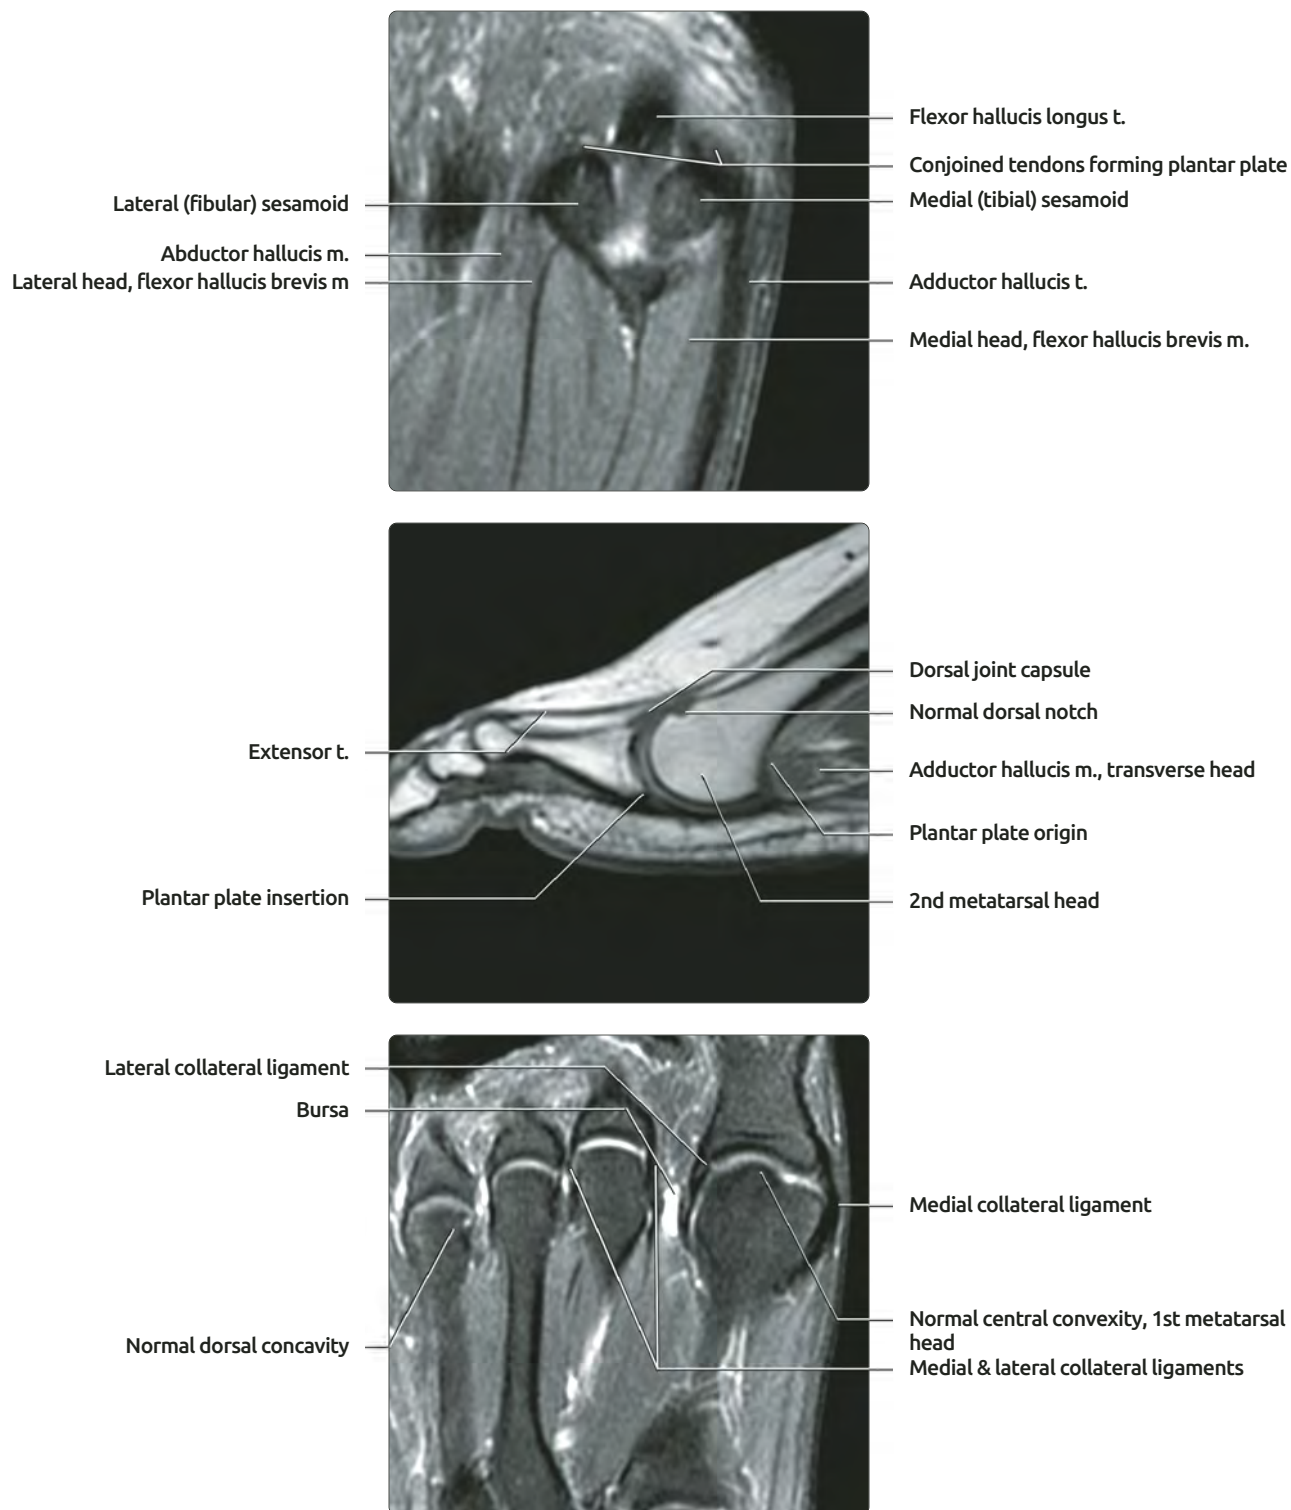 Flexor hallucis longus t.
Conjoined tendons forming plantar plate
Lateral (fibular) sesamoid
Medial (tibial) sesamoid
Abductor hallucis m.
Lateral head, flexor hallucis brevis m
Adductor hallucis t.
Medial head, flexor hallucis brevis m.
Dorsal joint capsule
Normal dorsal notch
Extensor t.
Adductor hallucis m., transverse head
Plantar plate origin
Plantar plate insertion
2nd metatarsal head
Lateral collateral ligament
Bursa
Medial collateral ligament
Normal central convexity, 1st metatarsal
head
Normal dorsal concavity
Medial & lateral collateral ligaments